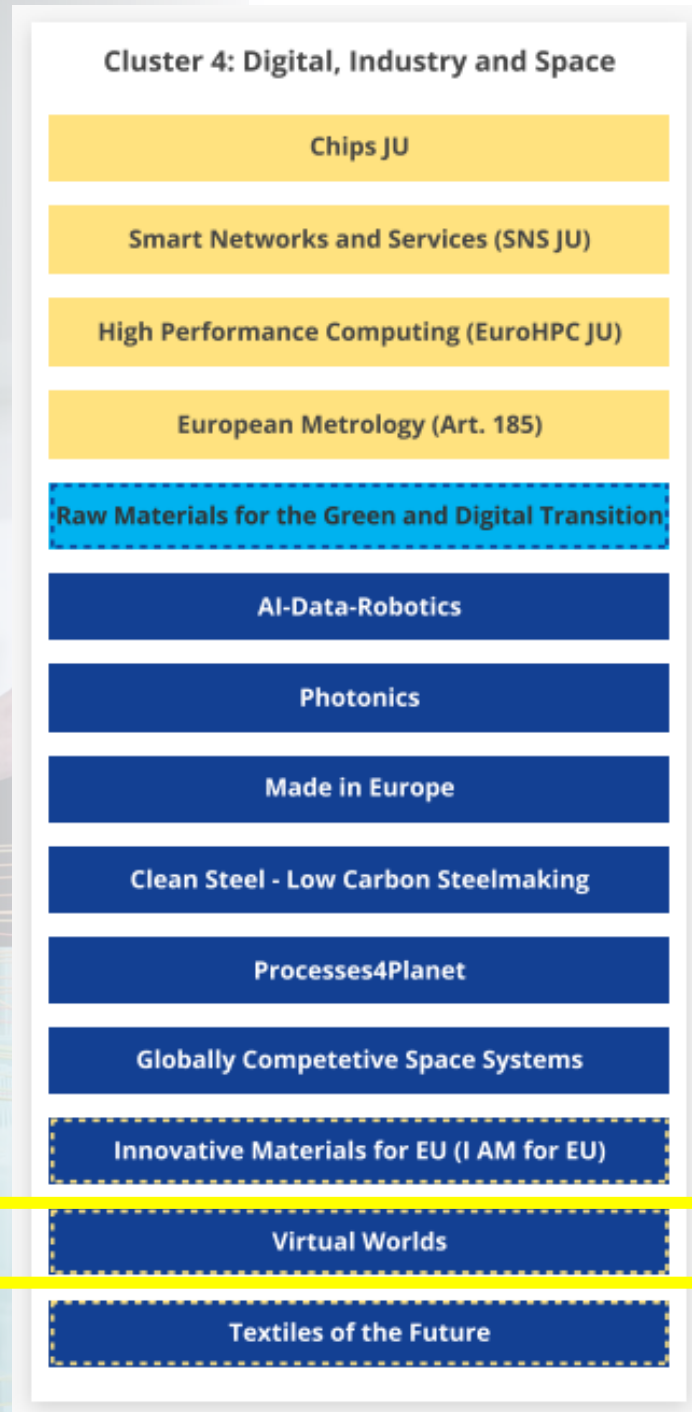 Cluster 4: Digital, Industry and Space
Chips JU
Smart Networks and Services (SNS JU)
High Performance Computing (EuroHPC JU)
European Metrology (Art. 185)
Raw Materials for the Green and Digital Transition
AI-Data-Robotics
Photonics
Made in Europe
Clean Steel - Low Carbon Steelmaking
Processes4Planet
Globally Competetive Space Systems
Innovative Materials for EU (I AM for EU)
Virtual Worlds
Textiles of the Future